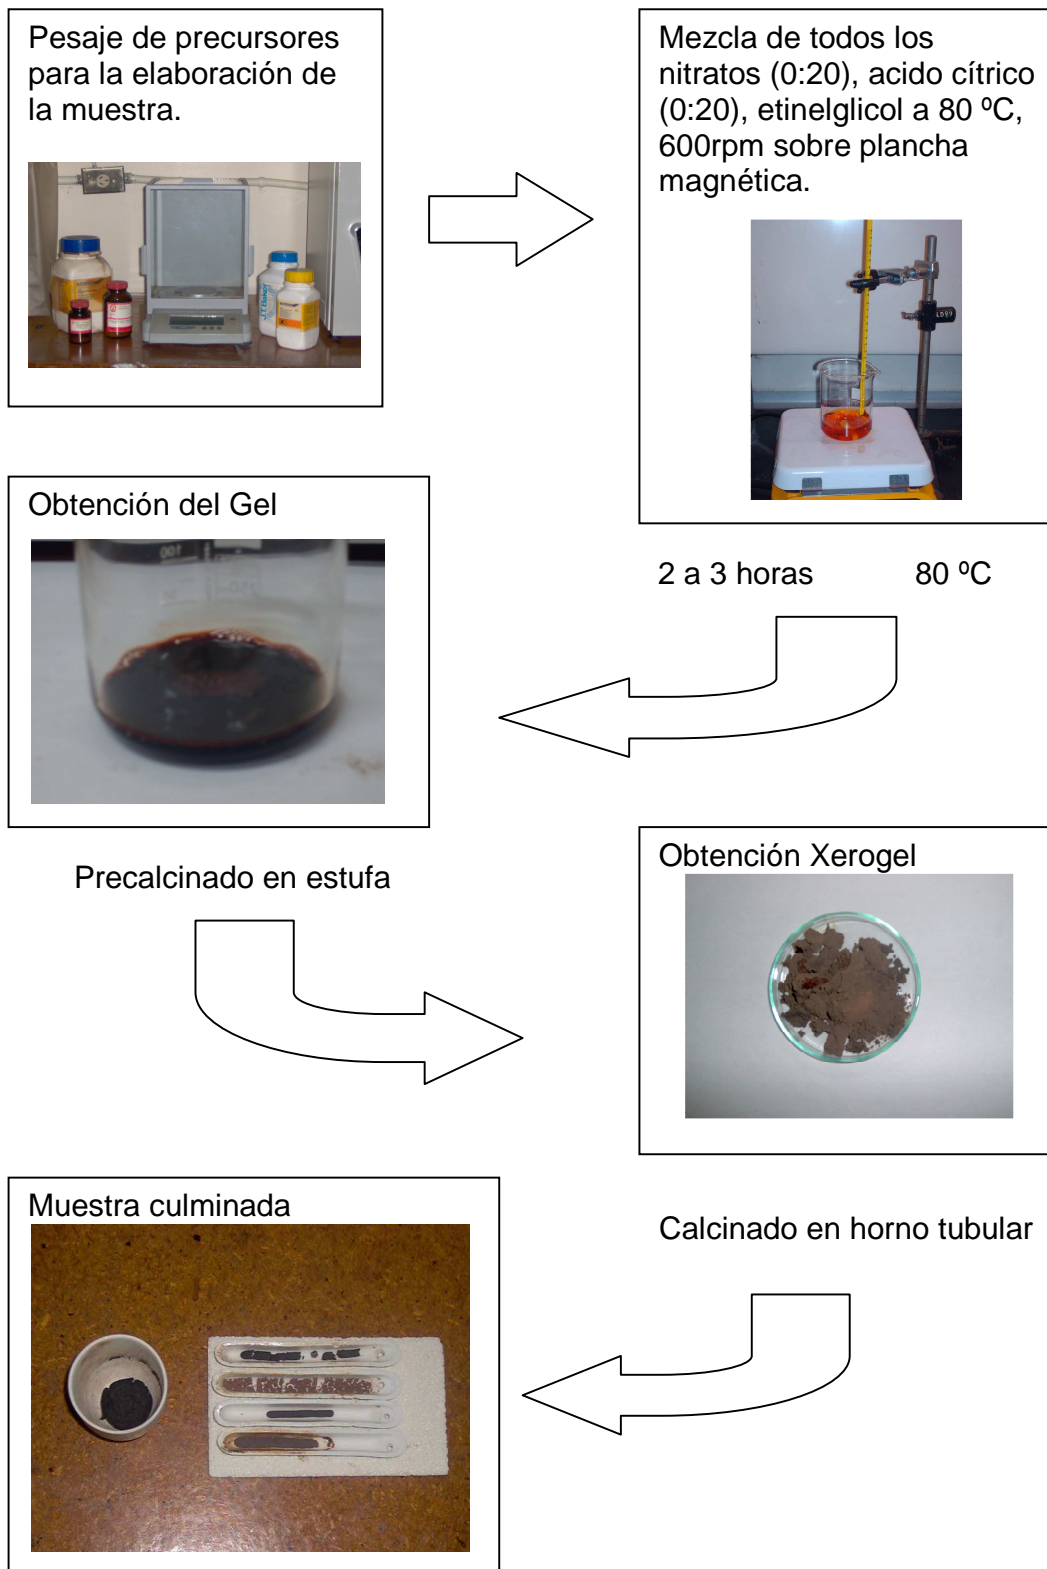 Pesaje de precursores
para la elaboración de
la muestra.
Mezcla de todos los
nitratos (0:20), acido cítrico
(0:20), etinelglicol a 80 ºC,
600rpm sobre plancha
magnética.
J.T.Baker
Obtención del Gel
100
2 a 3 horas 80 ºC
Precalcinado en estufa
Obtención Xerogel
Muestra culminada
Calcinado en horno tubular